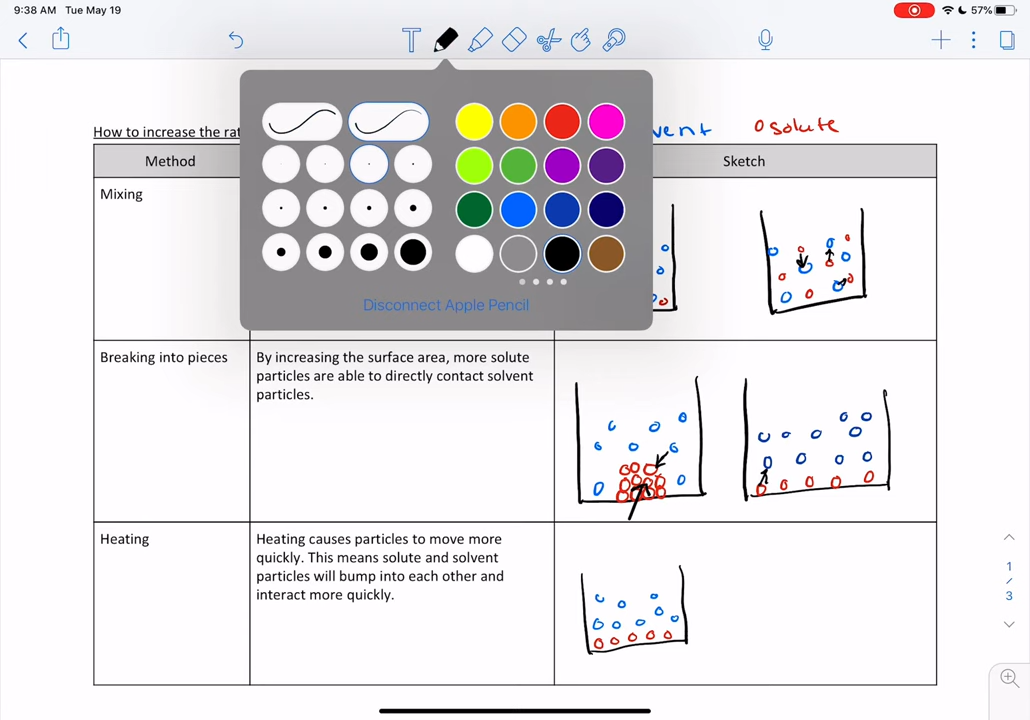 9:38 AM Tue May 19
57%
T
Disconnect Apple Pencil
How to increase the rat
vent
solute
Method
Sketch
Mixing
Breaking into pieces
By increasing the surface area, more solute
particles are able to directly contact solvent
particles.
Heating
Heating causes particles to move more
quickly. This means solute and solvent
particles will bump into each other and
interact more quickly.
1
/
3